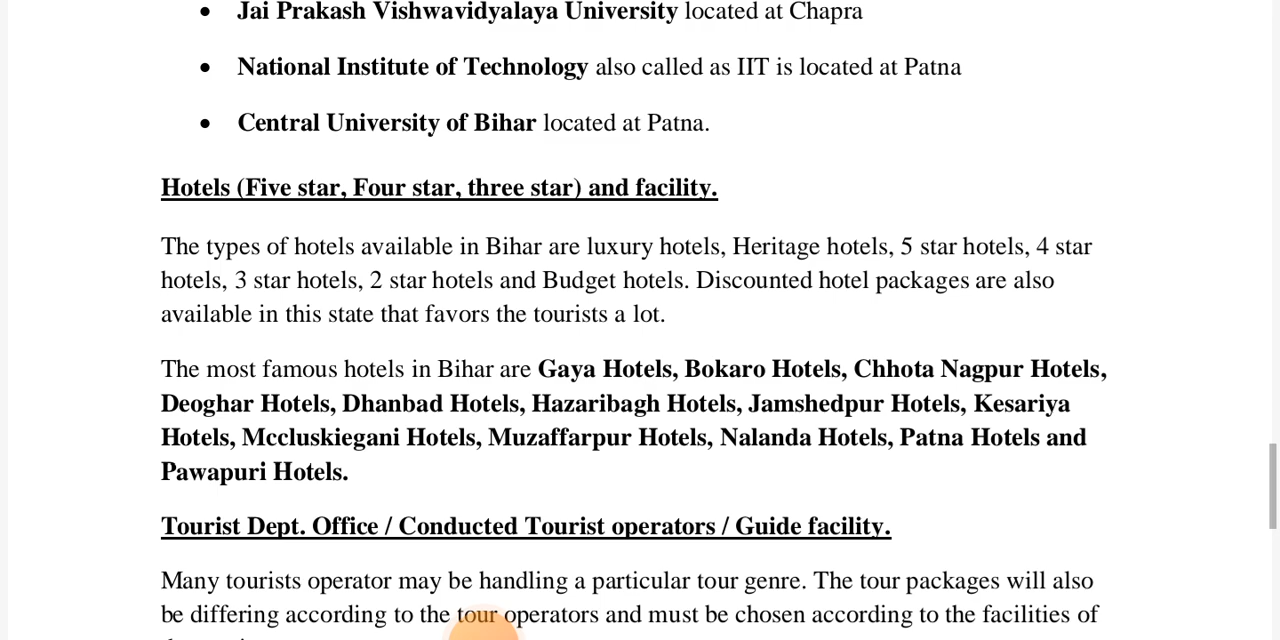 • Jai Prakash Vishwavidyalaya University located at Chapra
• National Institute of Technology also called as IIT is located at Patna
• Central University of Bihar located at Patna.
Hotels (Five star, Four star, three star) and facility.
The types of hotels available in Bihar are luxury hotels, Heritage hotels, 5 star hotels, 4 star
hotels, 3 star hotels, 2 star hotels and Budget hotels. Discounted hotel packages are also
available in this state that favors the tourists a lot.
The most famous hotels in Bihar are Gaya Hotels, Bokaro Hotels, Chhota Nagpur Hotels,
Deoghar Hotels, Dhanbad Hotels, Hazaribagh Hotels, Jamshedpur Hotels, Kesariya
Hotels, Mccluskiegani Hotels, Muzaffarpur Hotels, Nalanda Hotels, Patna Hotels and
Pawapuri Hotels.
Tourist Dept. Office / Conducted Tourist operators / Guide facility.
Many tourists operator may be handling a particular tour genre. The tour packages will also
be differing according to the tour operators and must be chosen according to the facilities of